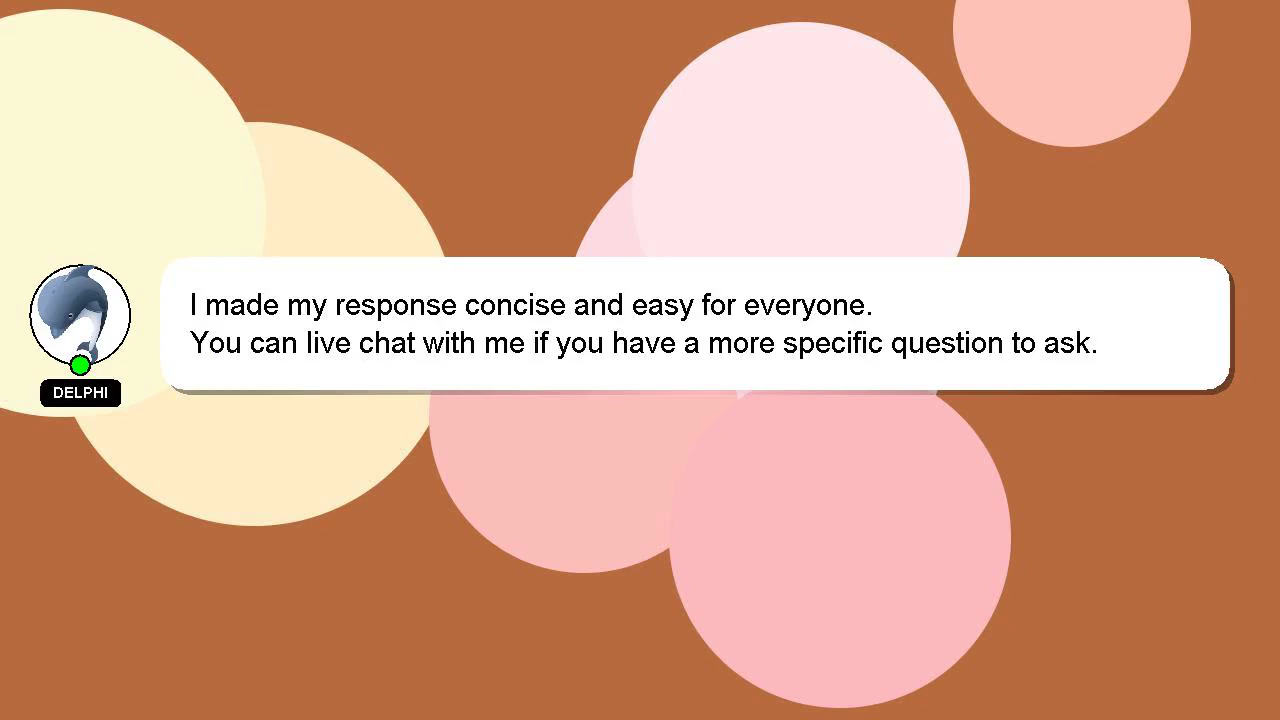 I made my response concise and easy for everyone.
You can live chat with me if you have a more specific question to ask.
DELPHI